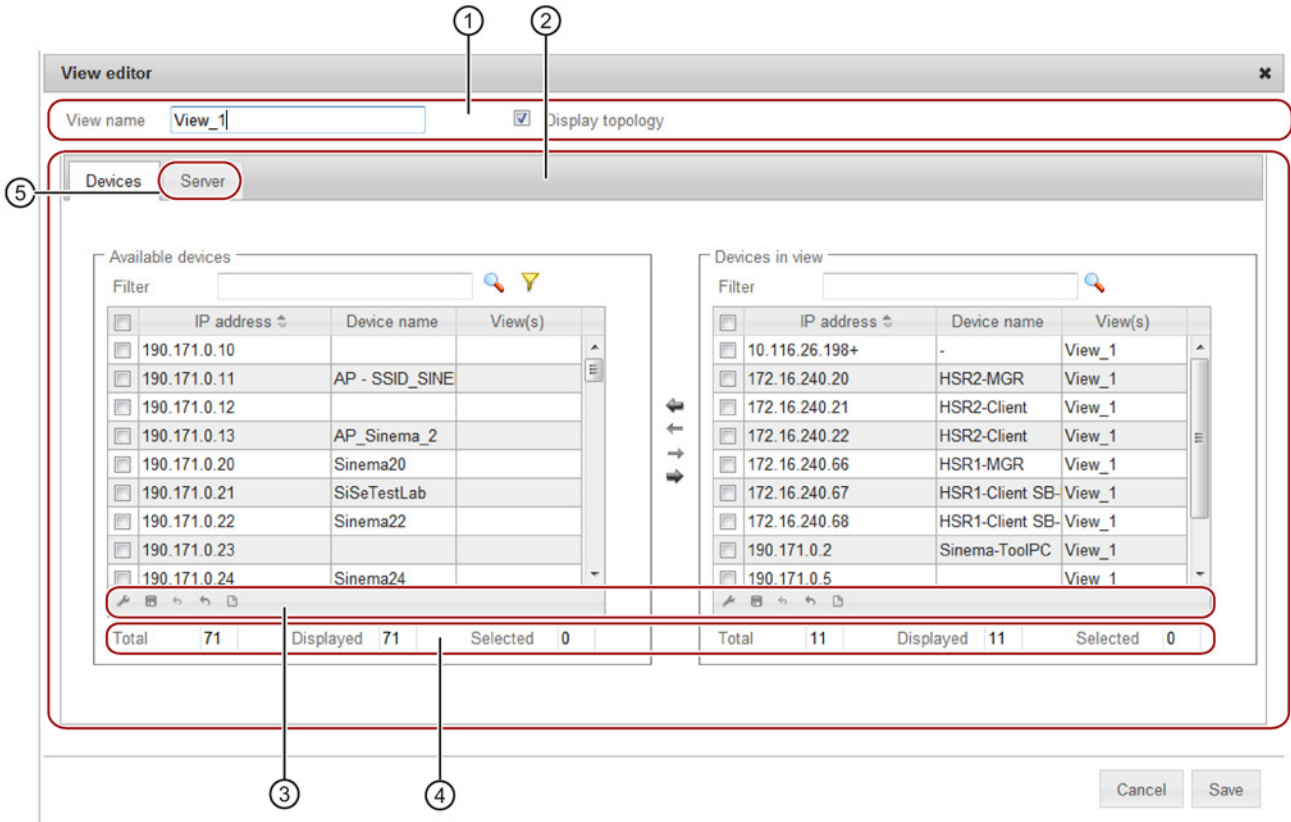 1 2
View editor
View name View_1 Display topology
5
Devices Server
Available devices
Filter
IP address Device name View(s)
190.171.0.10
190.171.0.11 AP - SSID_SINE
190.171.0.12
190.171.0.13 AP_Sinema_2
190.171.0.20 Sinema20
190.171.0.21 SiSeTestLab
190.171.0.22 Sinema22
190.171.0.23
190.171.0.24 Sinema24
Total 71 Displayed 71 Selected 0
Devices in view
Filter
IP address Device name View(s)
10.116.26.198+ - View_1
172.16.240.20 HSR2-MGR View_1
172.16.240.21 HSR2-Client View_1
172.16.240.22 HSR2-Client View_1
172.16.240.66 HSR1-MGR View_1
172.16.240.67 HSR1-Client SB- View_1
172.16.240.68 HSR1-Client SB- View_1
190.171.0.2 Sinema-ToolPC View_1
190.171.0.5 View_1
Total 11 Displayed 11 Selected 0
3 4
Cancel Save